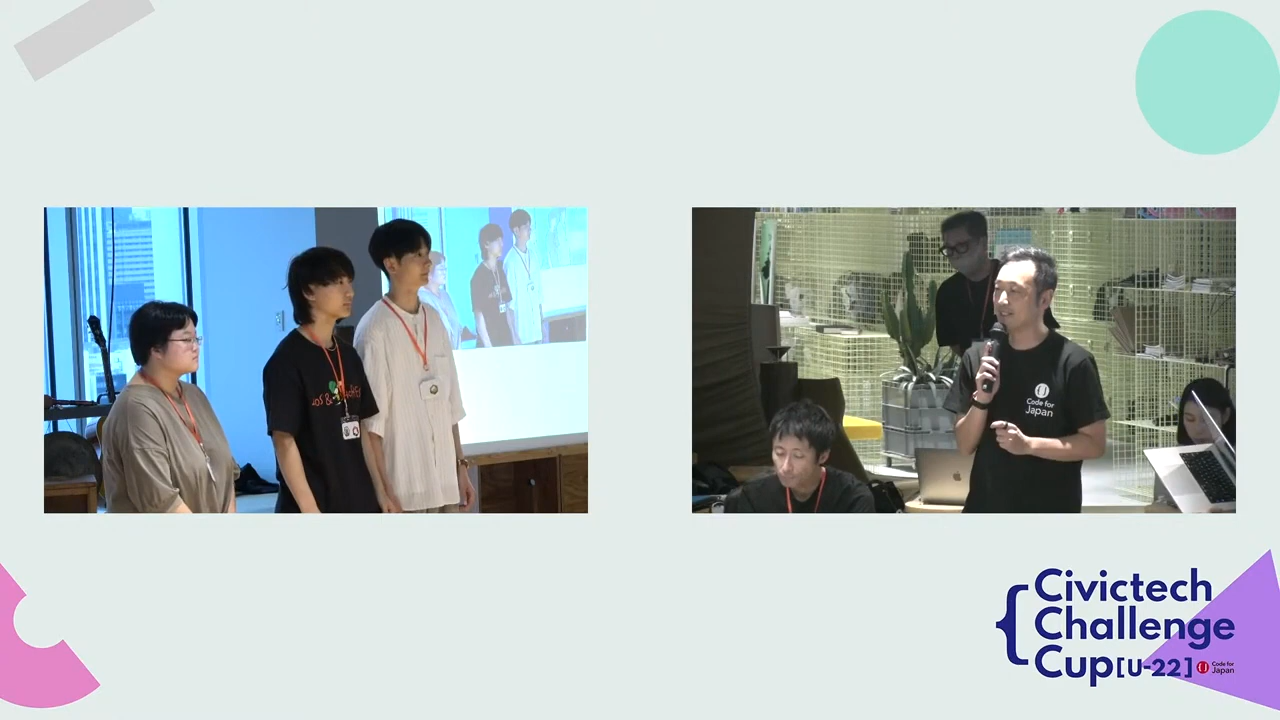 Code for
Japan
Civictech
Challenge
Cup[U-22]
Code for
Japan